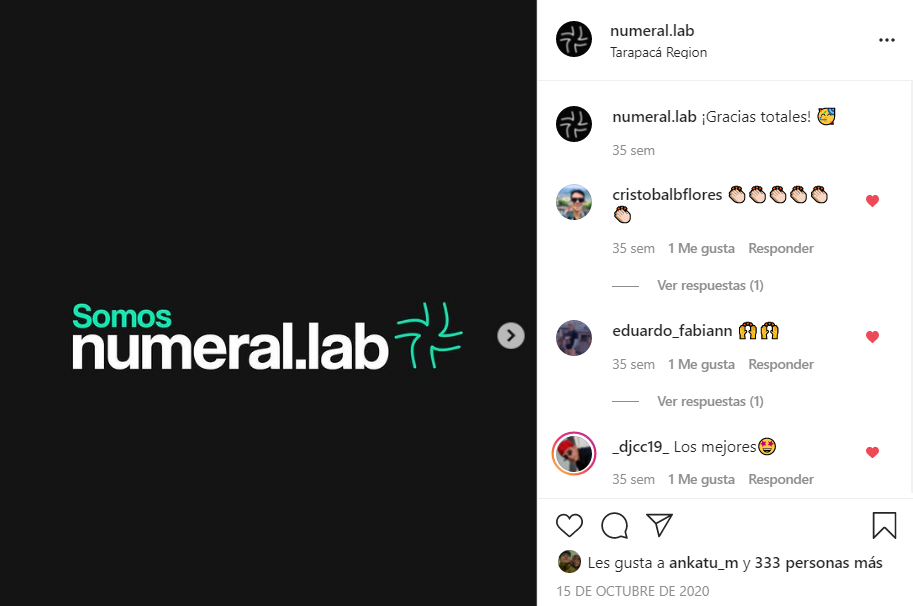 Somos
numeral.lab
numeral.lab
Tarapacá Region
numeral.lab ¡Gracias totales! 🥳
35 sem
cristobalbflores 👏🏻👏🏻👏🏻👏🏻👏🏻
👏🏻
35 sem 1 Me gusta Responder
Ver respuestas (1)
eduardo_fabiann 🙌🙌
35 sem 1 Me gusta Responder
Ver respuestas (1)
_djcc19_ Los mejores🤩
35 sem 1 Me gusta Responder
Les gusta a ankatu_m y 333 personas más
15 DE OCTUBRE DE 2020